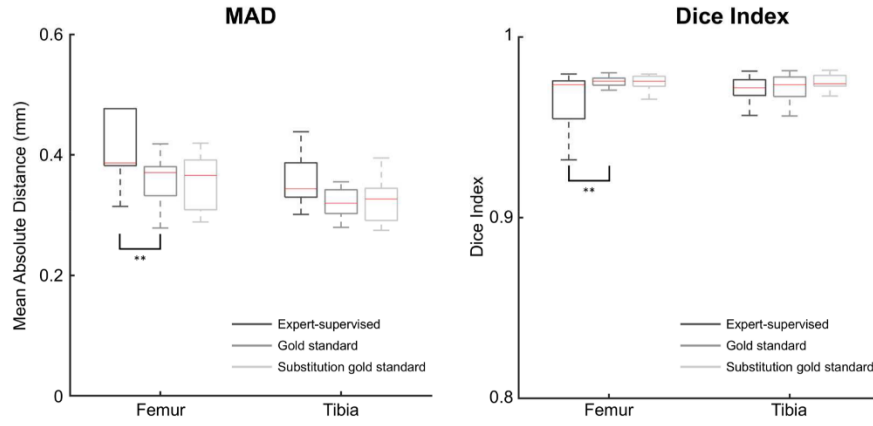 MAD
0.6
0.4
0.2
0
Mean Absolute Distance (mm)
**
Expert-supervised
Gold standard
Substitution gold standard
Femur
Tibia
Dice Index
1
0.9
0.8
Dice Index
**
Expert-supervised
Gold standard
Substitution gold standard
Femur
Tibia